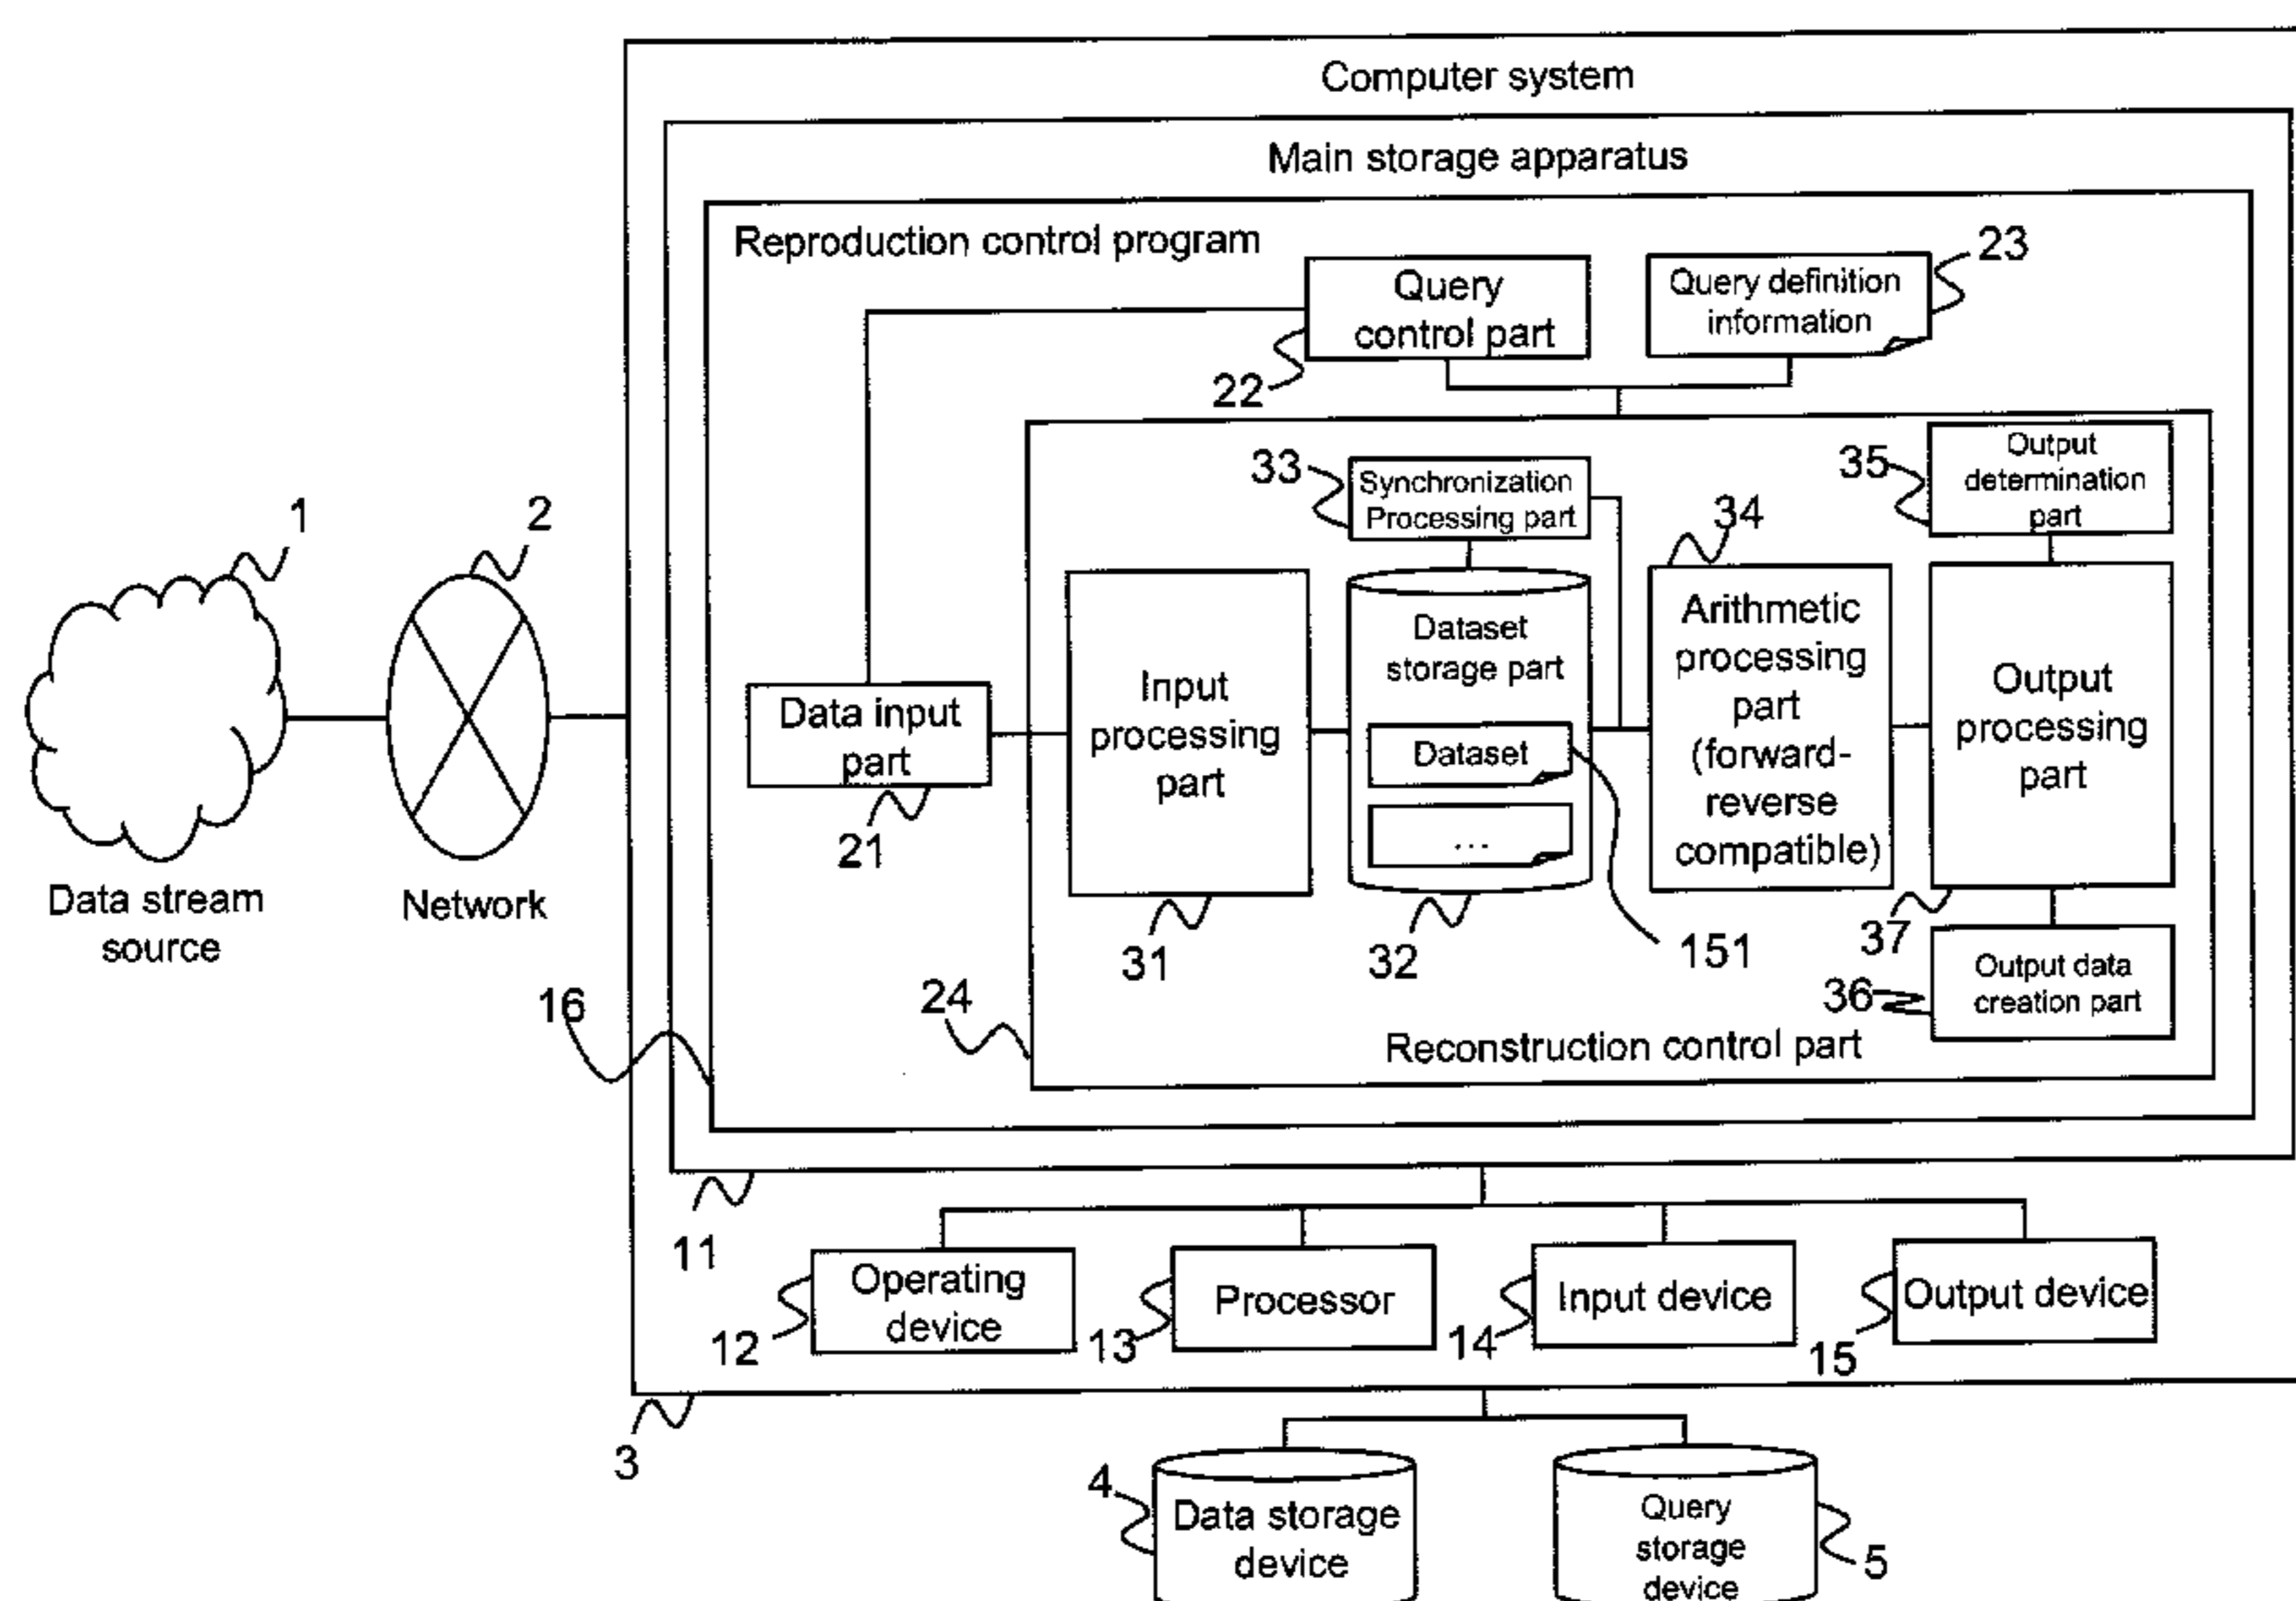 Computer system
Main storage apparatus
Reproduction control program
Query
control part
22
Query definition
information
23
33
Synchronization
Processing part
35
Output
determination
part
34
1
2
Data stream
source
Network
Data input
part
21
Input
processing
part
31
Dataset
storage part
Dataset
...
32
151
Arithmetic
processing
part
(forward-
reverse
compatible)
Output
processing
part
37
36
Output data
creation part
16
24
Reconstruction control part
11
Operating
device
12
Processor
13
Input device
14
Output device
15
3
4
Data storage
device
Query
storage
device
5